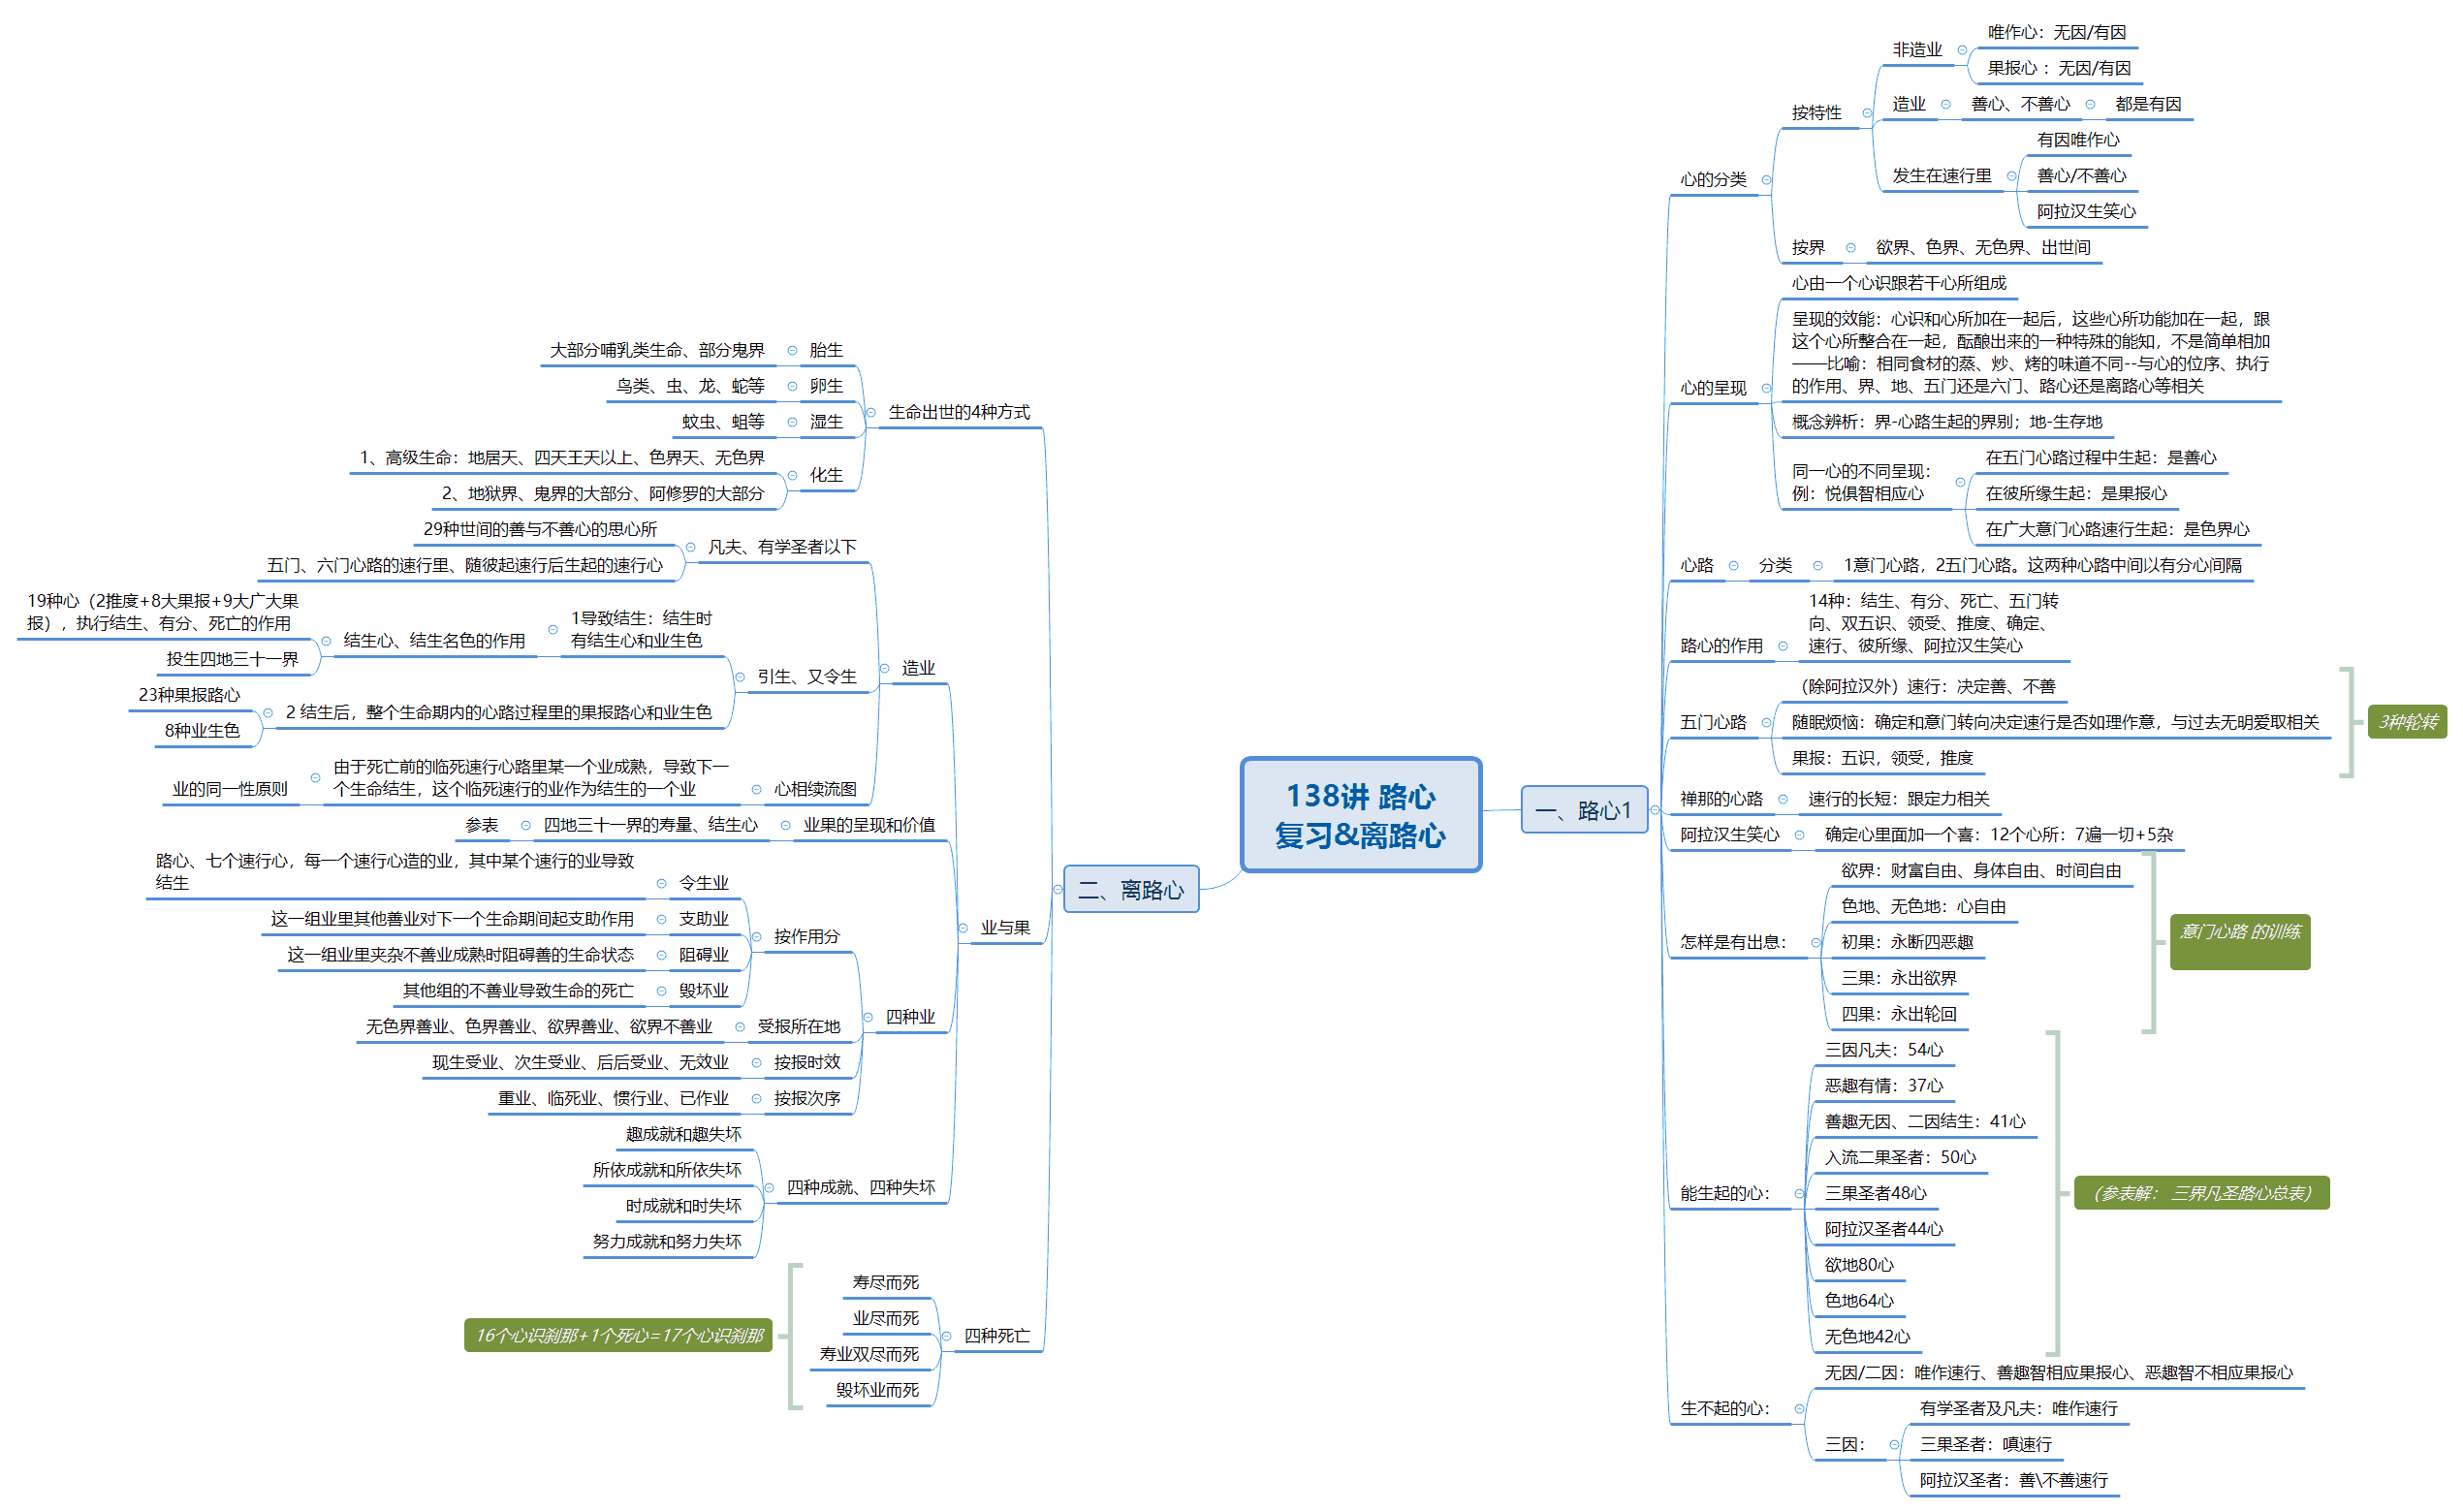 138讲 路心
复习&离路心
一、路心1
心的分类
按特性
非造业
唯作心：无因/有因
果报心 ：无因/有因
造业
善心、不善心
都是有因
发生在速行里
有因唯作心
善心/不善心
阿拉汉生笑心
按界
欲界、色界、无色界、出世间
心的呈现
心由一个心识跟若干心所组成
呈现的效能：心识和心所加在一起后，这些心所功能加在一起，跟
这个心所整合在一起，酝酿出来的一种特殊的能知，不是简单相加
——比喻：相同食材的蒸、炒、烤的味道不同--与心的位序、执行
的作用、界、地、五门还是六门、路心还是离路心等相关
概念辨析：界-心路生起的界别；地-生存地
同一心的不同呈现：
例：悦俱智相应心
在五门心路过程中生起：是善心
在彼所缘生起：是果报心
在广大意门心路速行生起：是色界心
心路
分类
1意门心路，2五门心路。这两种心路中间以有分心间隔
路心的作用
14种：结生、有分、死亡、五门转
向、双五识、领受、推度、确定、
速行、彼所缘、阿拉汉生笑心
五门心路
（除阿拉汉外）速行：决定善、不善
随眠烦恼：确定和意门转向决定速行是否如理作意，与过去无明爱取相关
果报：五识，领受，推度
3种轮转
禅那的心路
速行的长短：跟定力相关
阿拉汉生笑心
确定心里面加一个喜：12个心所：7遍一切+5杂
怎样是有出息：
欲界：财富自由、身体自由、时间自由
色地、无色地：心自由
初果：永断四恶趣
三果：永出欲界
四果：永出轮回
意门心路 的训练
能生起的心：
三因凡夫：54心
恶趣有情：37心
善趣无因、二因结生：41心
入流二果圣者：50心
三果圣者48心
阿拉汉圣者44心
欲地80心
色地64心
无色地42心
（参表解： 三界凡圣路心总表）
生不起的心：
无因/二因：唯作速行、善趣智相应果报心、恶趣智不相应果报心
三因：
有学圣者及凡夫：唯作速行
三果圣者：嗔速行
阿拉汉圣者：善\不善速行
二、离路心
生命出世的4种方式
胎生
大部分哺乳类生命、部分鬼界
卵生
鸟类、虫、龙、蛇等
湿生
蚊虫、蛆等
化生
1、高级生命：地居天、四天王天以上、色界天、无色界
2、地狱界、鬼界的大部分、阿修罗的大部分
业与果
造业
凡夫、有学圣者以下
29种世间的善与不善心的思心所
五门、六门心路的速行里、随彼起速行后生起的速行心
引生、又令生
1导致结生：结生时
有结生心和业生色
结生心、结生名色的作用
19种心（2推度+8大果报+9大广大果
报），执行结生、有分、死亡的作用
投生四地三十一界
2 结生后，整个生命期内的心路过程里的果报路心和业生色
23种果报路心
8种业生色
心相续流图
由于死亡前的临死速行心路里某一个业成熟，导致下一
个生命结生，这个临死速行的业作为结生的一个业
业的同一性原则
业果的呈现和价值
四地三十一界的寿量、结生心
参表
四种业
按作用分
令生业
路心、七个速行心，每一个速行心造的业，其中某个速行的业导致
结生
支助业
这一组业里其他善业对下一个生命期间起支助作用
阻碍业
这一组业里夹杂不善业成熟时阻碍善的生命状态
毁坏业
其他组的不善业导致生命的死亡
受报所在地
无色界善业、色界善业、欲界善业、欲界不善业
按报时效
现生受业、次生受业、后后受业、无效业
按报次序
重业、临死业、惯行业、已作业
四种成就、四种失坏
趣成就和趣失坏
所依成就和所依失坏
时成就和时失坏
努力成就和努力失坏
四种死亡
寿尽而死
业尽而死
寿业双尽而死
毁坏业而死
16个心识刹那+1个死心=17个心识刹那